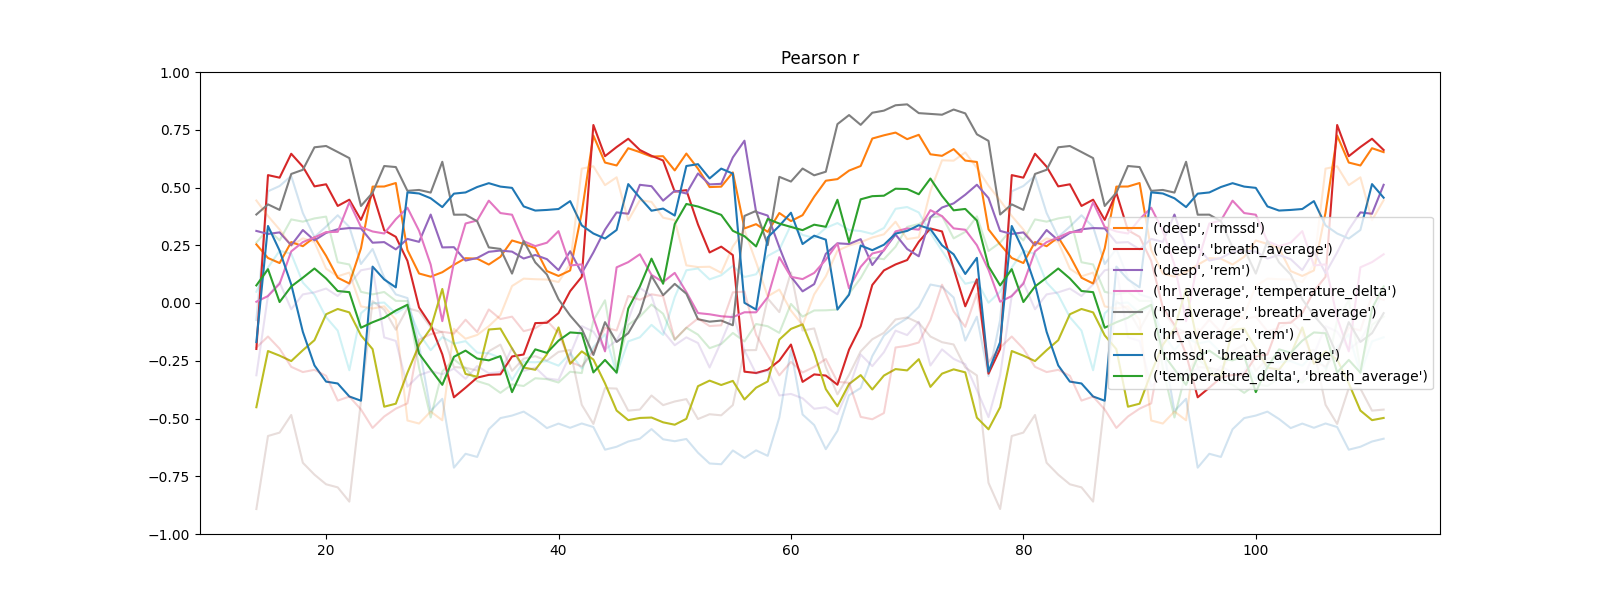 Pearson r
1.00
0.75
0.50
0.25
0.00
−0.25
−0.50
−0.75
−1.00
('deep', 'rmssd')
('deep', 'breath_average')
('deep', 'rem')
('hr_average', 'temperature_delta')
('hr_average', 'breath_average')
('hr_average', 'rem')
('rmssd', 'breath_average')
('temperature_delta', 'breath_average')
20 40 60 80 100